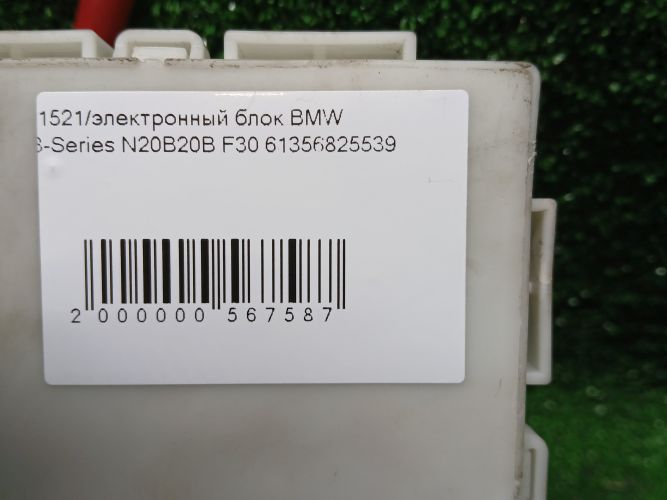 1521/электронный блок BMW
3-Series N20B20B F30 61356825539
2 000000 567587